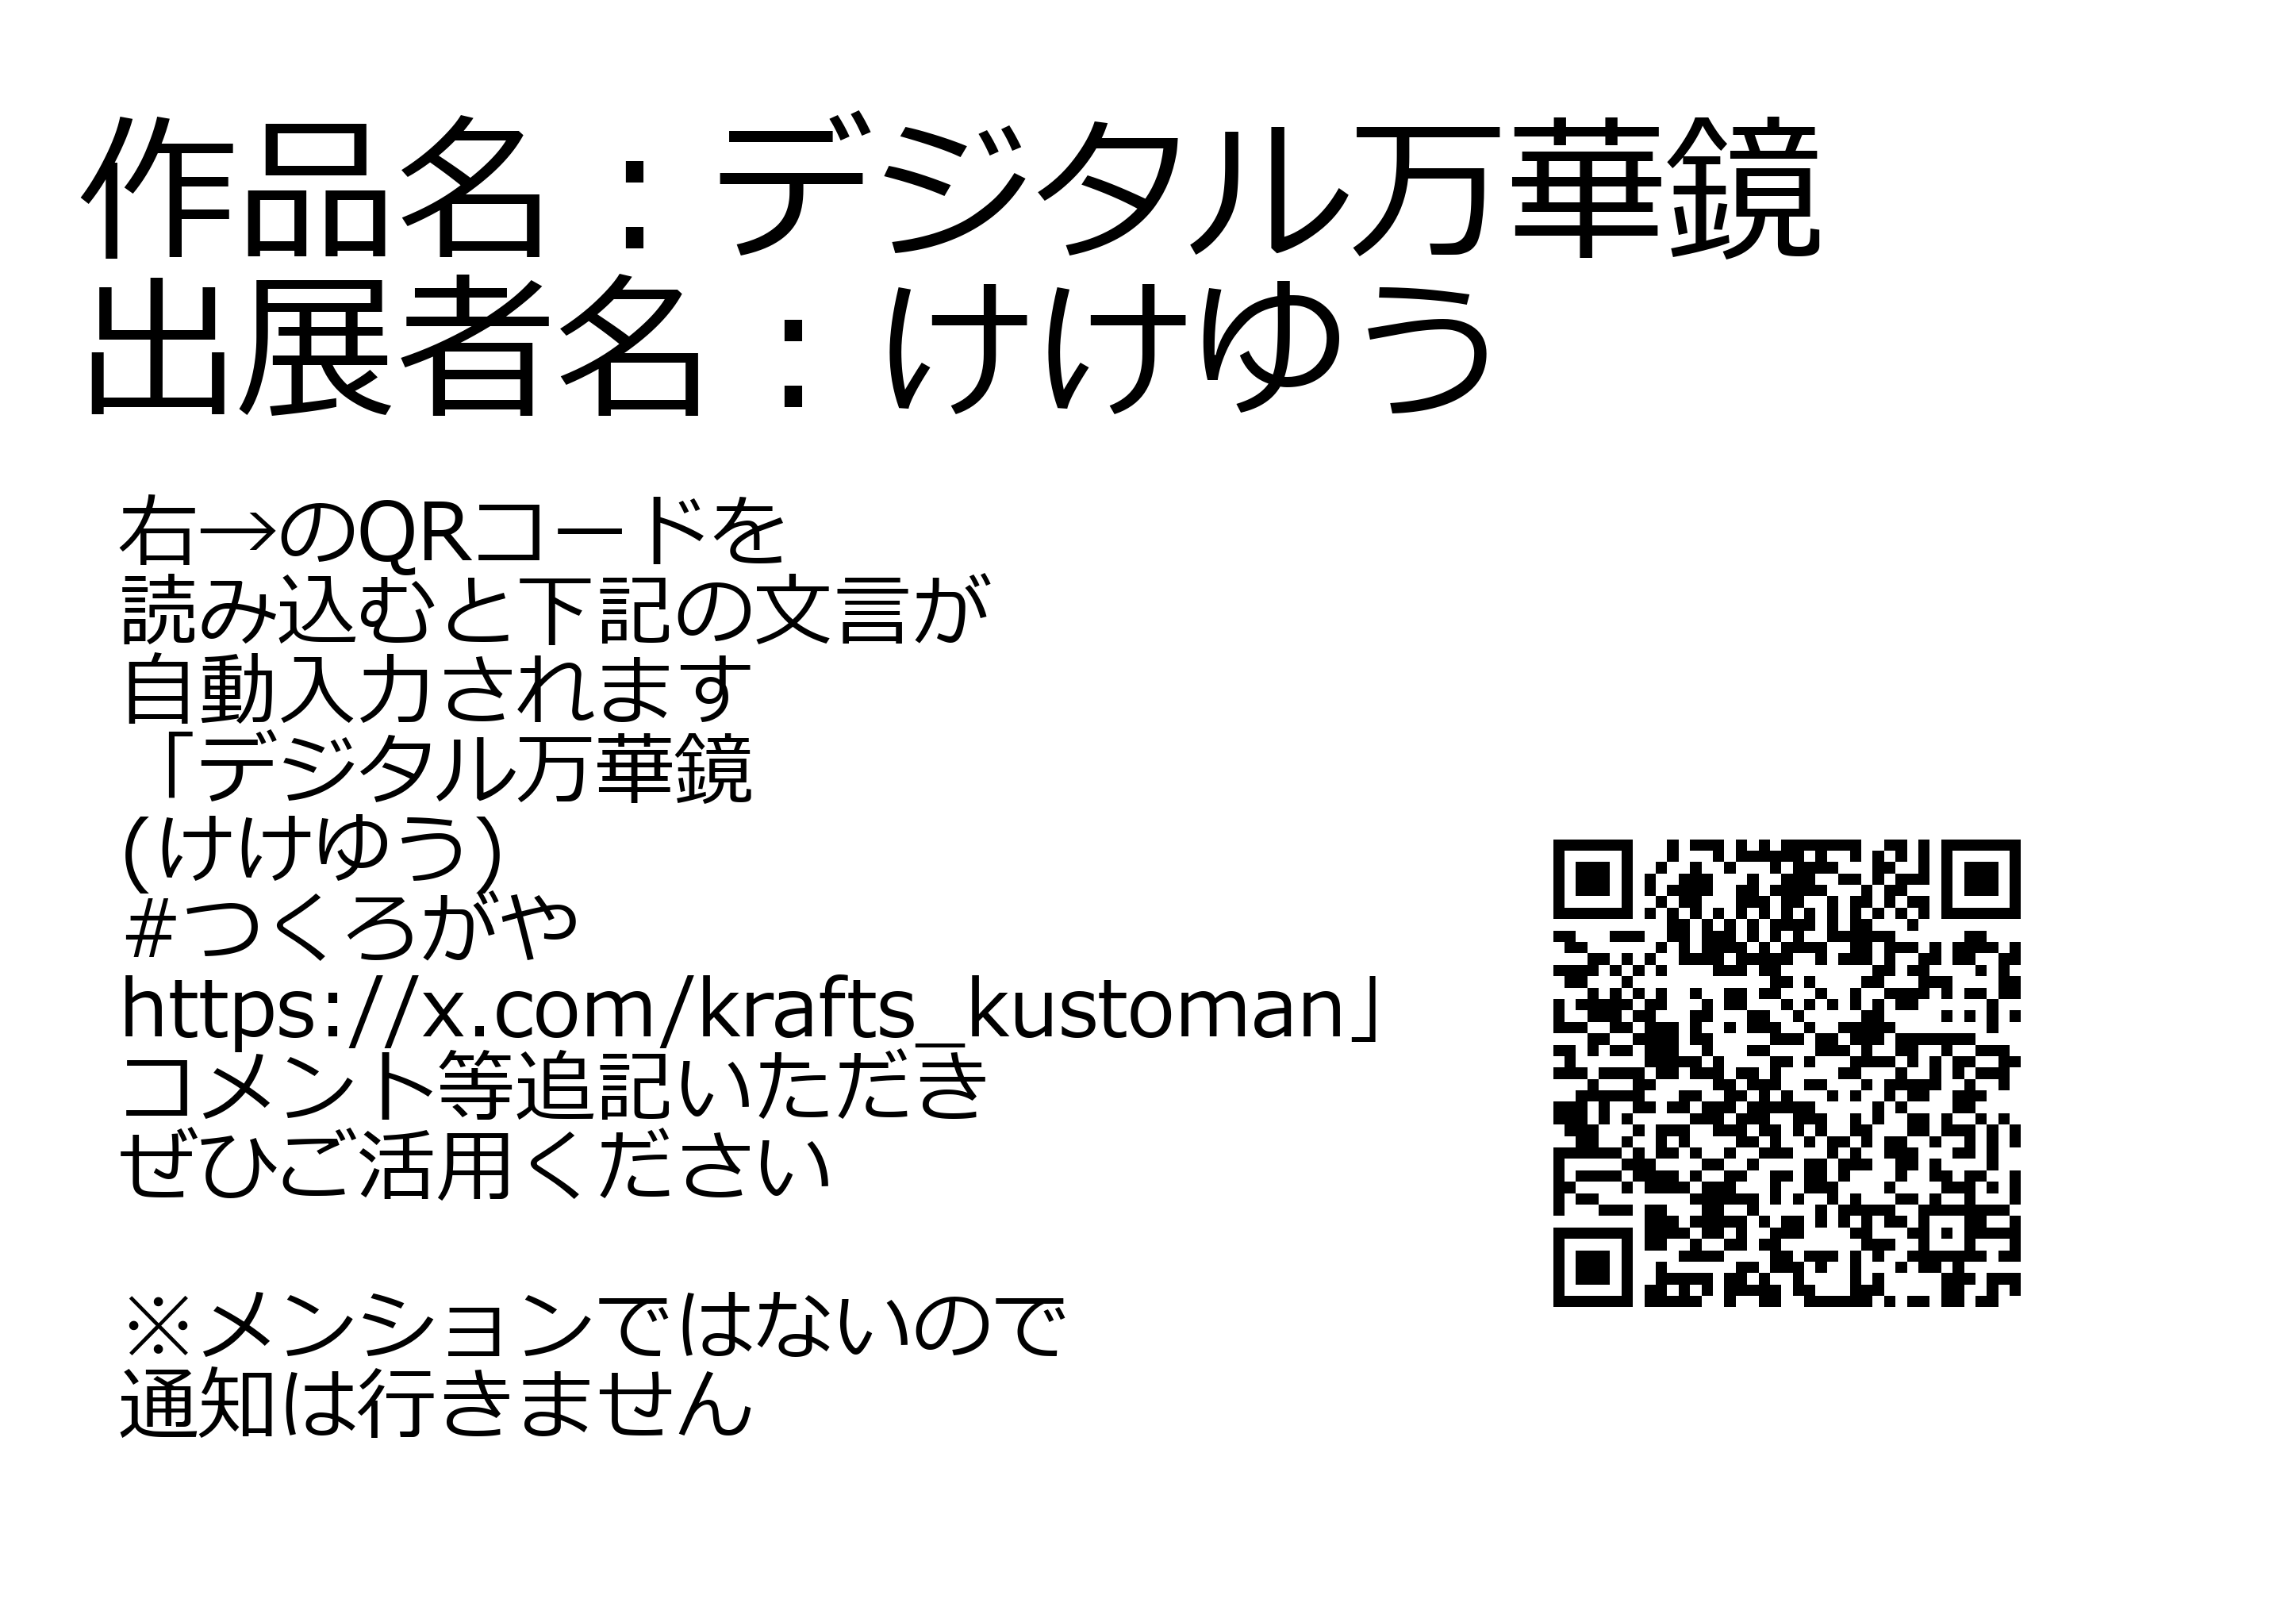 作品名：デジタル万華鏡
出展者名：けけゆう
右→のQRコードを
読み込むと下記の文言が
自動入力されます
「デジタル万華鏡
(けけゆう)
＃つくろがや
https://x.com/krafts_kustoman」
コメント等追記いただき
ぜひご活用ください
※メンションではないので
通知は行きません